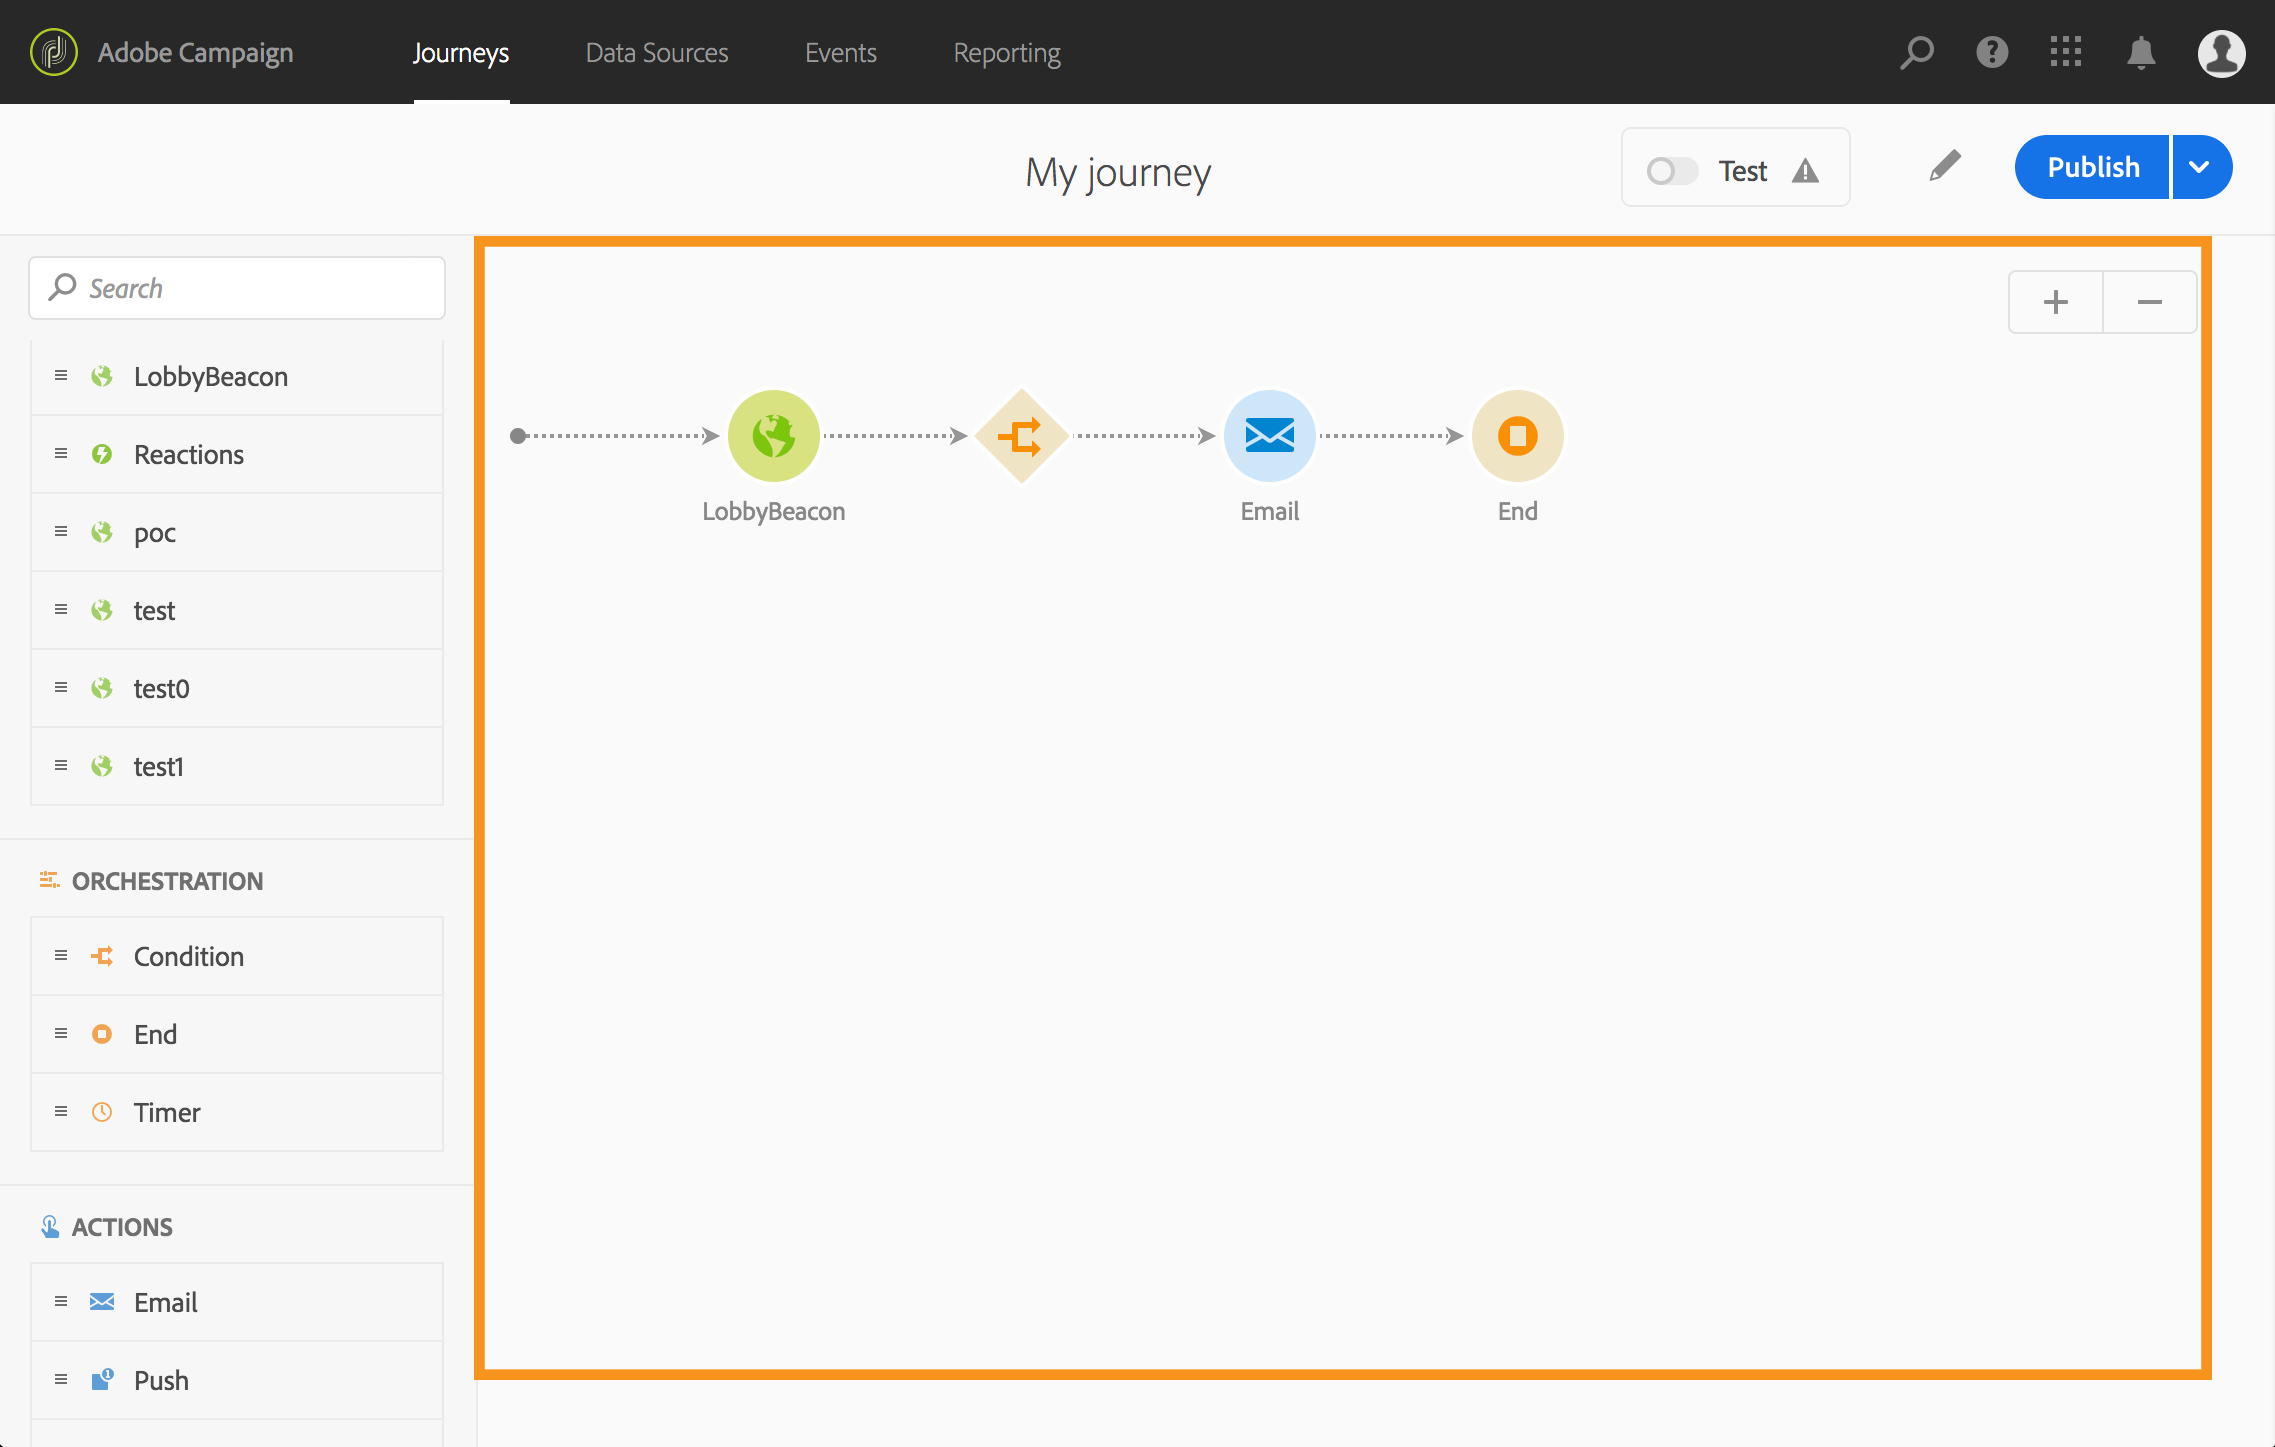 Adobe Campaign Journeys Data Sources Events Reporting
My journey Test Publish
Search
LobbyBeacon
Reactions
poc
test
test0
test1
ORCHESTRATION
Condition
End
Timer
ACTIONS
Email
Push
LobbyBeacon Email End